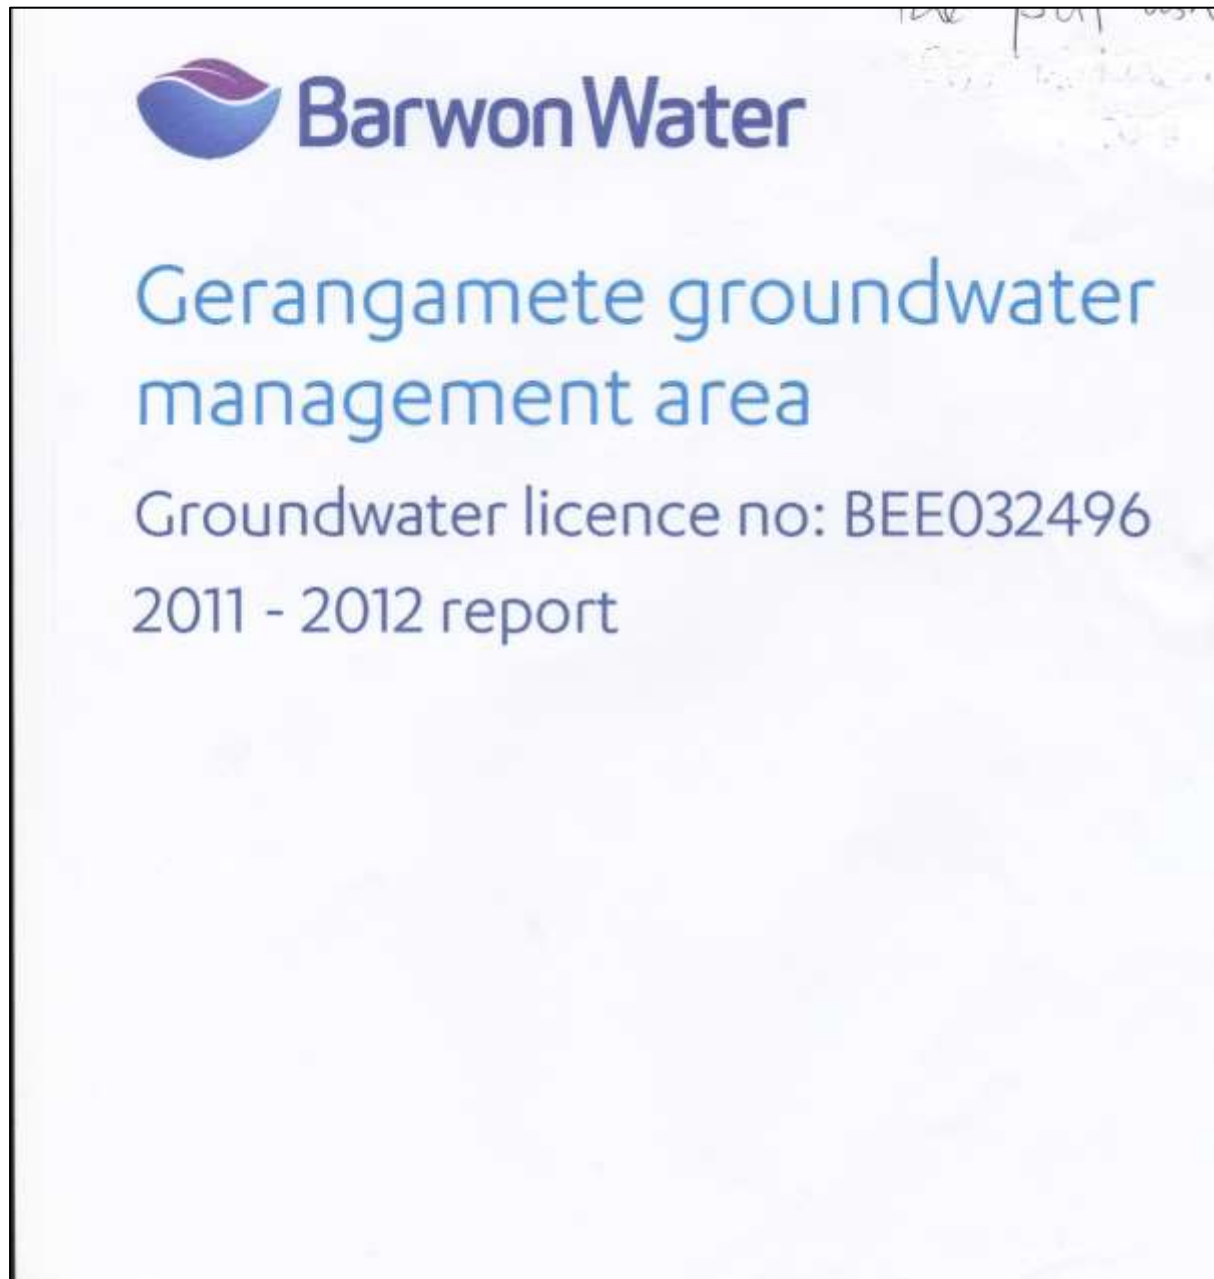 Barwon Water
Gerangamete groundwater
management area
Groundwater licence no: BEE032496
2011 - 2012 report